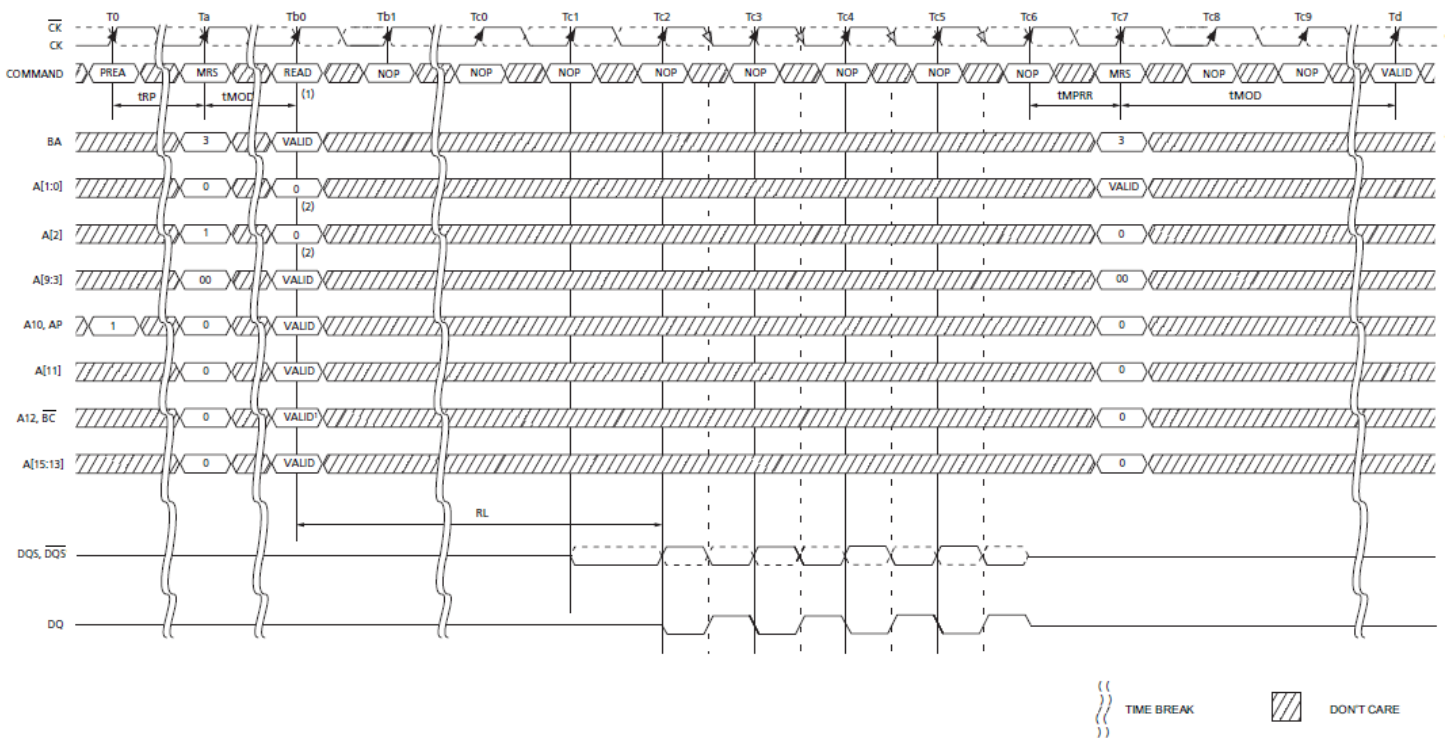 T0 Ta Tb0 Tb1 Tc0 Tc1 Tc2 Tc3 Tc4 Tc5 Tc6 Tc7 Tc8 Tc9 Td
CK
CK
COMMAND PREA MRS READ NOP NOP NOP NOP NOP NOP NOP NOP MRS NOP NOP VALID
tRP tMOD (1) tMPRR tMOD
BA 3 VALID 3
A[1:0] 0 0 VALID
(2)
A[2] 1 0 0
(2)
A[9:3] 00 VALID 00
A10, AP 1 0 VALID 0
A[11] 0 VALID 0
A12, BC 0 VALID¹ 0
A[15:13] 0 VALID 0
RL
DQS, DQS
DQ
TIME BREAK DON'T CARE